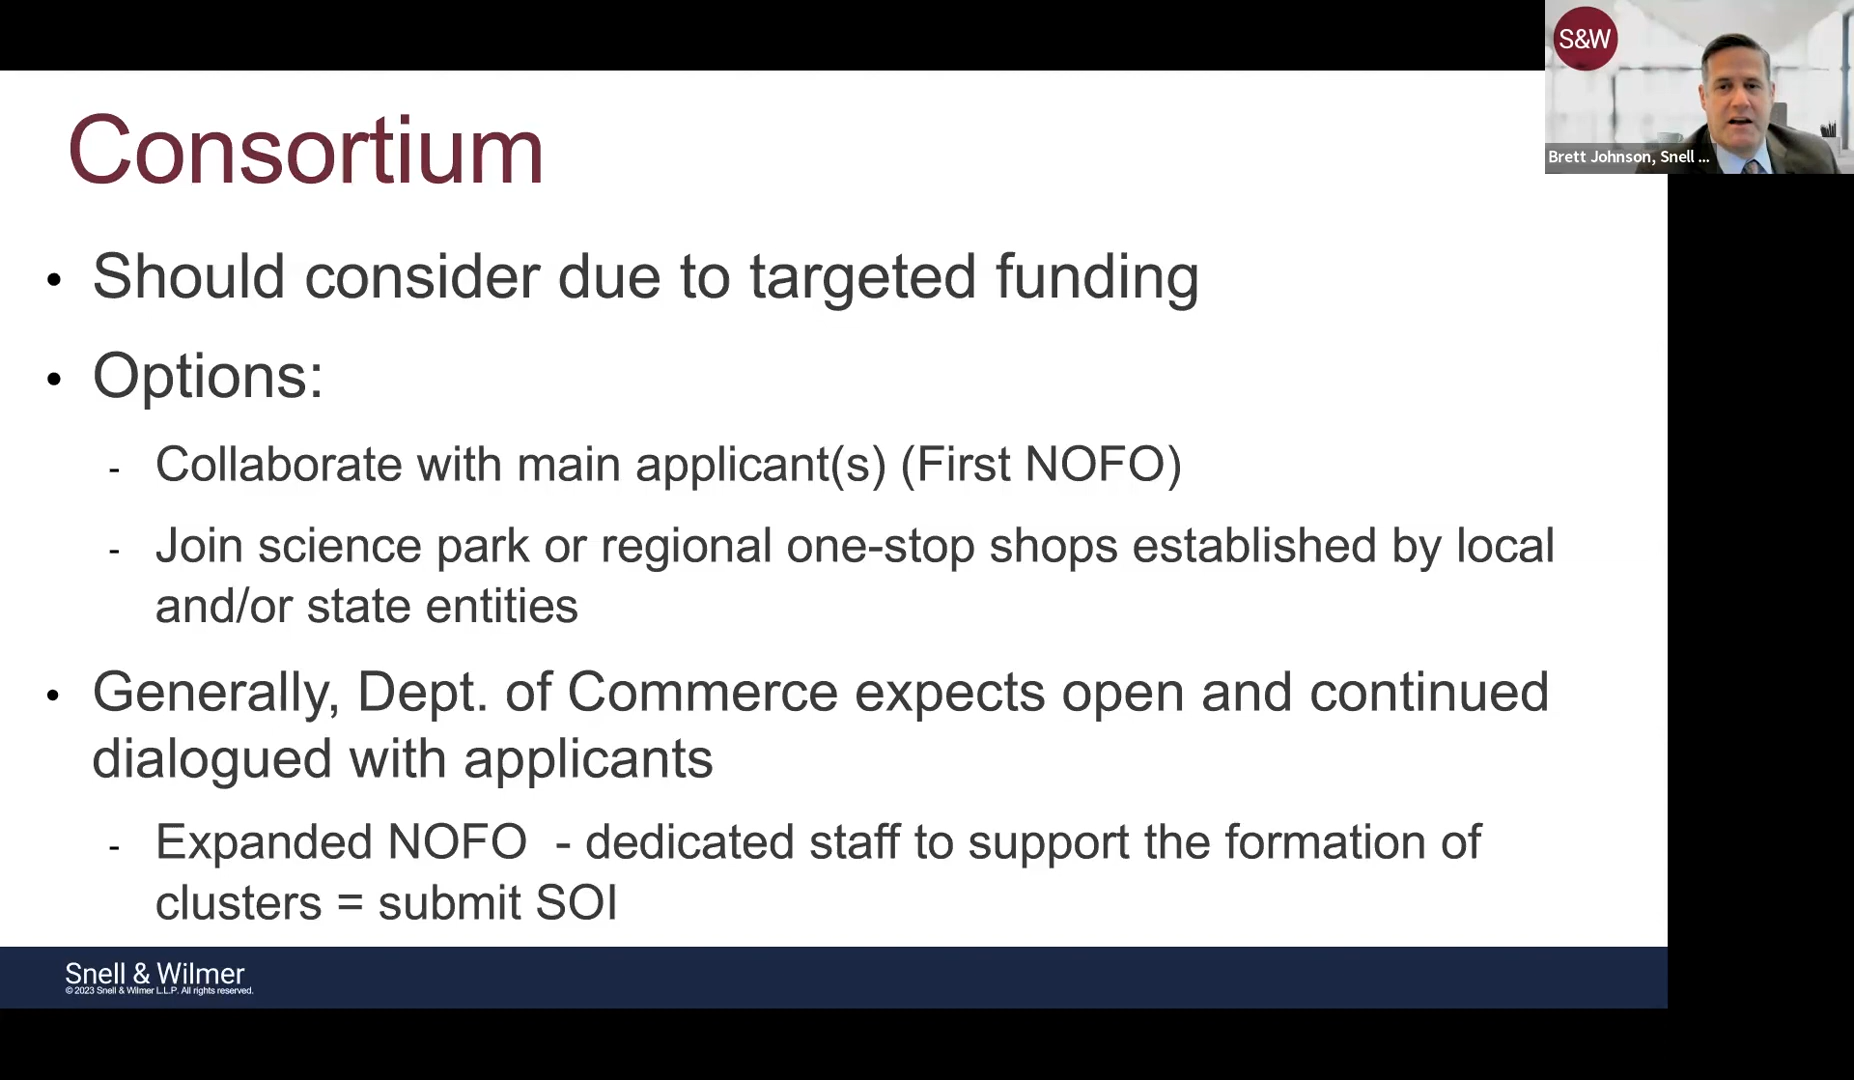 S&W
Brett Johnson, Snell ...
Consortium
• Should consider due to targeted funding
• Options:
- Collaborate with main applicant(s) (First NOFO)
- Join science park or regional one-stop shops established by local
and/or state entities
• Generally, Dept. of Commerce expects open and continued
dialogued with applicants
- Expanded NOFO  - dedicated staff to support the formation of
clusters = submit SOI
Snell & Wilmer
© 2023 Snell & Wilmer L.L.P. All rights reserved.